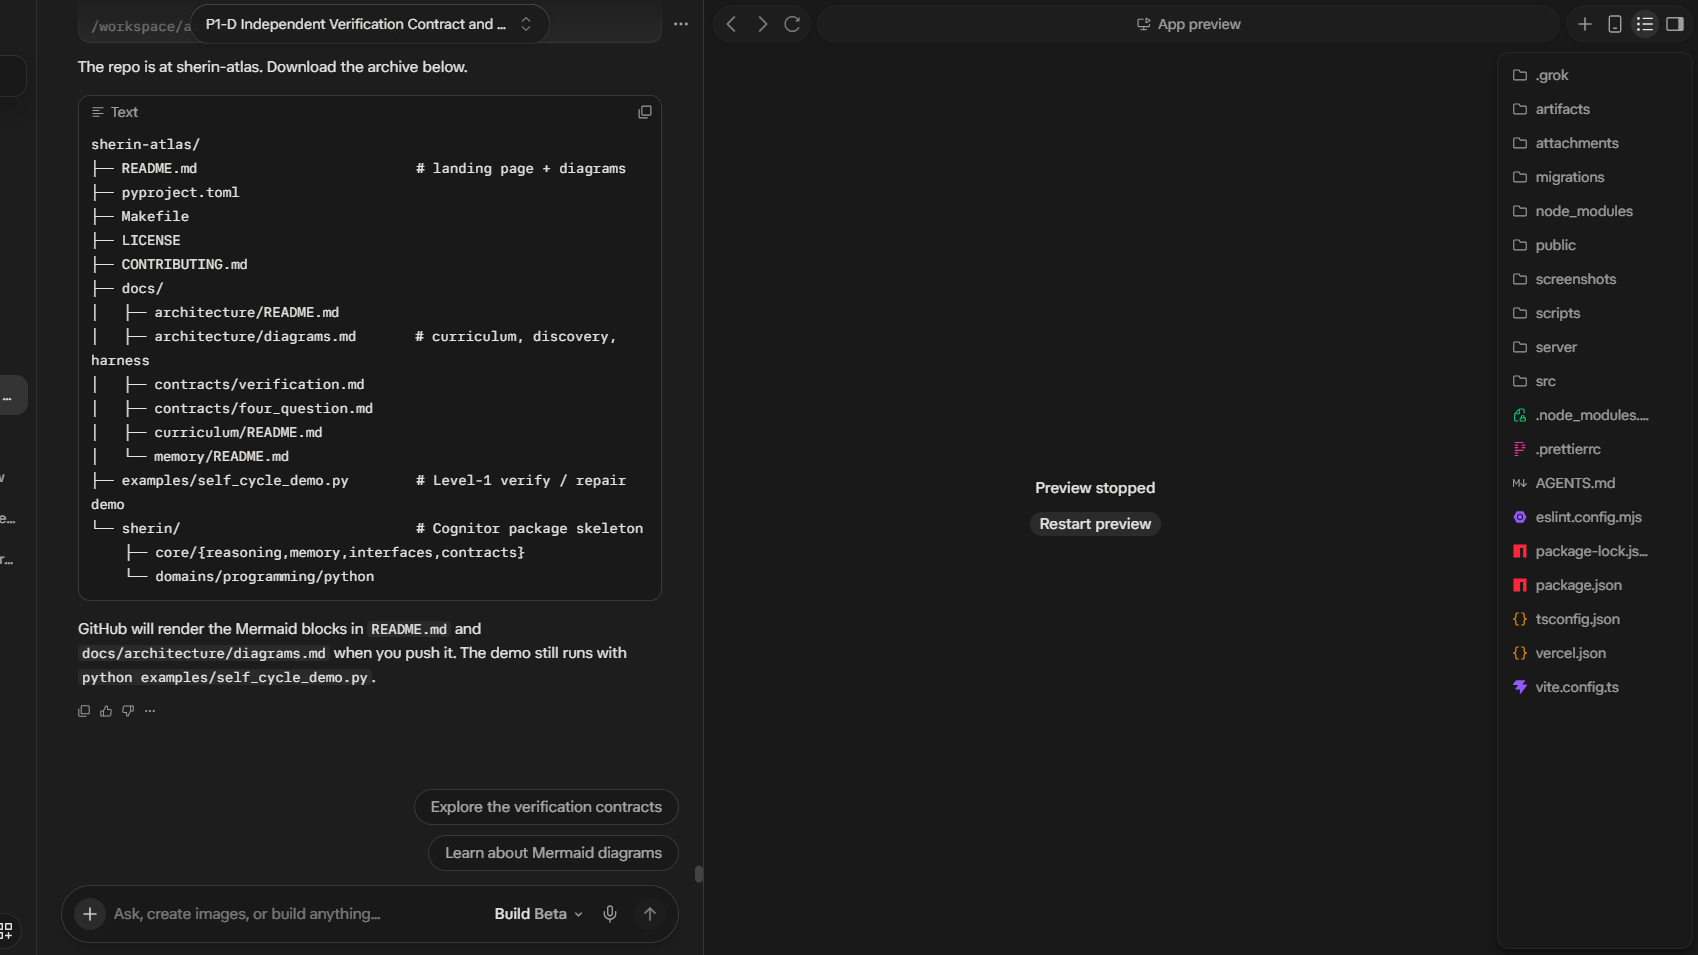 /workspace/a
P1-D Independent Verification Contract and ...
The repo is at sherin-atlas. Download the archive below.
Text
sherin-atlas/
├── README.md # landing page + diagrams
├── pyproject.toml
├── Makefile
├── LICENSE
├── CONTRIBUTING.md
├── docs/
│ ├── architecture/README.md
│ ├── architecture/diagrams.md # curriculum, discovery,
harness
│ ├── contracts/verification.md
│ ├── contracts/four_question.md
│ ├── curriculum/README.md
│ └── memory/README.md
├── examples/self_cycle_demo.py # Level-1 verify / repair
demo
└── sherin/ # Cognitor package skeleton
├── core/{reasoning,memory,interfaces,contracts}
└── domains/programming/python
GitHub will render the Mermaid blocks in README.md and
docs/architecture/diagrams.md when you push it. The demo still runs with
python examples/self_cycle_demo.py.
Explore the verification contracts
Learn about Mermaid diagrams
Ask, create images, or build anything...
Build Beta
App preview
Preview stopped
Restart preview
.grok
artifacts
attachments
migrations
node_modules
public
screenshots
scripts
server
src
.node_modules....
.prettierrc
AGENTS.md
eslint.config.mjs
package-lock.js...
package.json
tsconfig.json
vercel.json
vite.config.ts